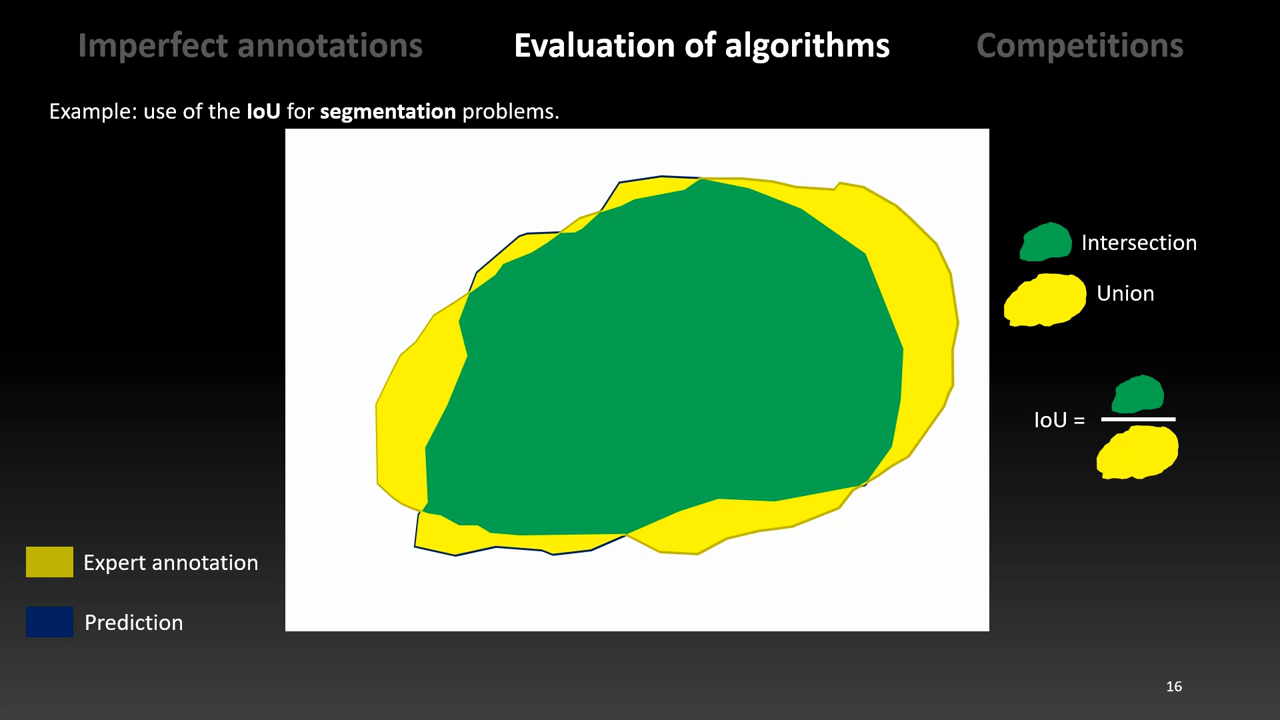 Imperfect annotations Evaluation of algorithms Competitions
Example: use of the IoU for segmentation problems.
Intersection
Union
IoU =
Expert annotation
Prediction
16